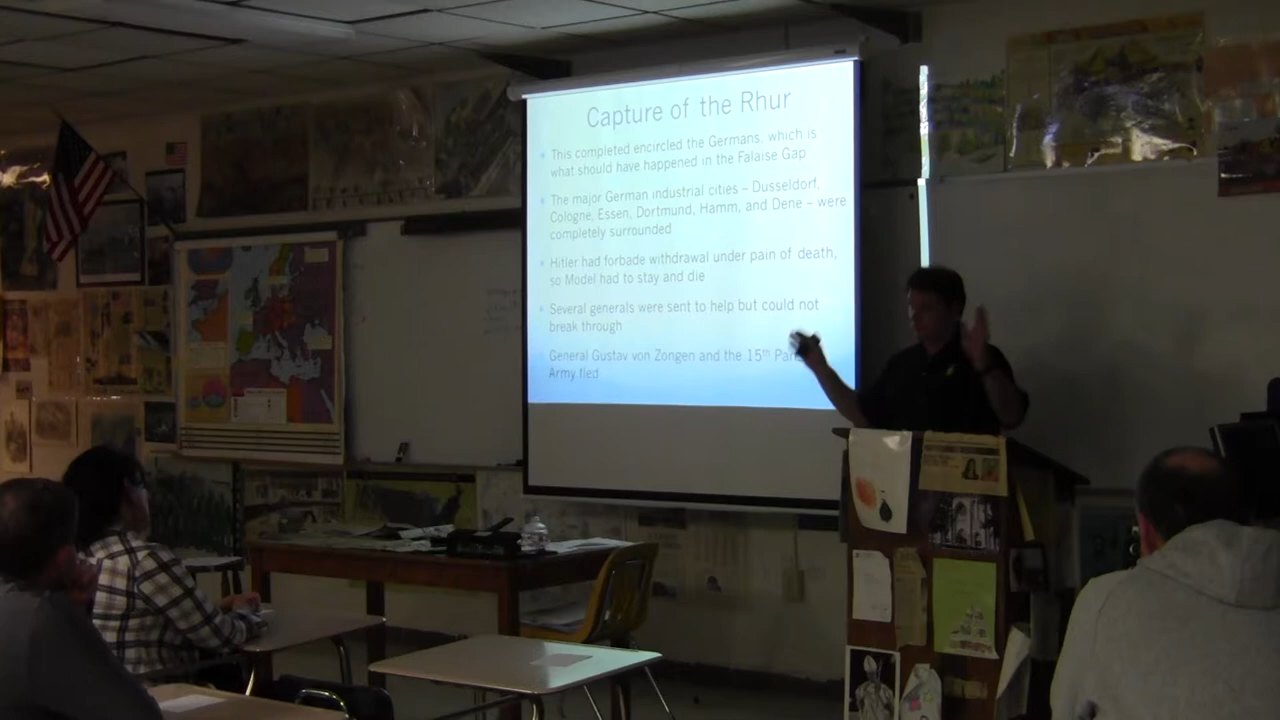 Capture of the Rhur
This completed encircled the Germans, which is
what should have happened in the Falaise Gap
The major German industrial cities – Dusseldorf,
Cologne, Essen, Dortmund, Hamm, and Dene – were
completely surrounded
Hitler had forbade withdrawal under pain of death,
so Model had to stay and die
Several generals were sent to help but could not
break through
General Gustav von Zongen and the 15th
Army